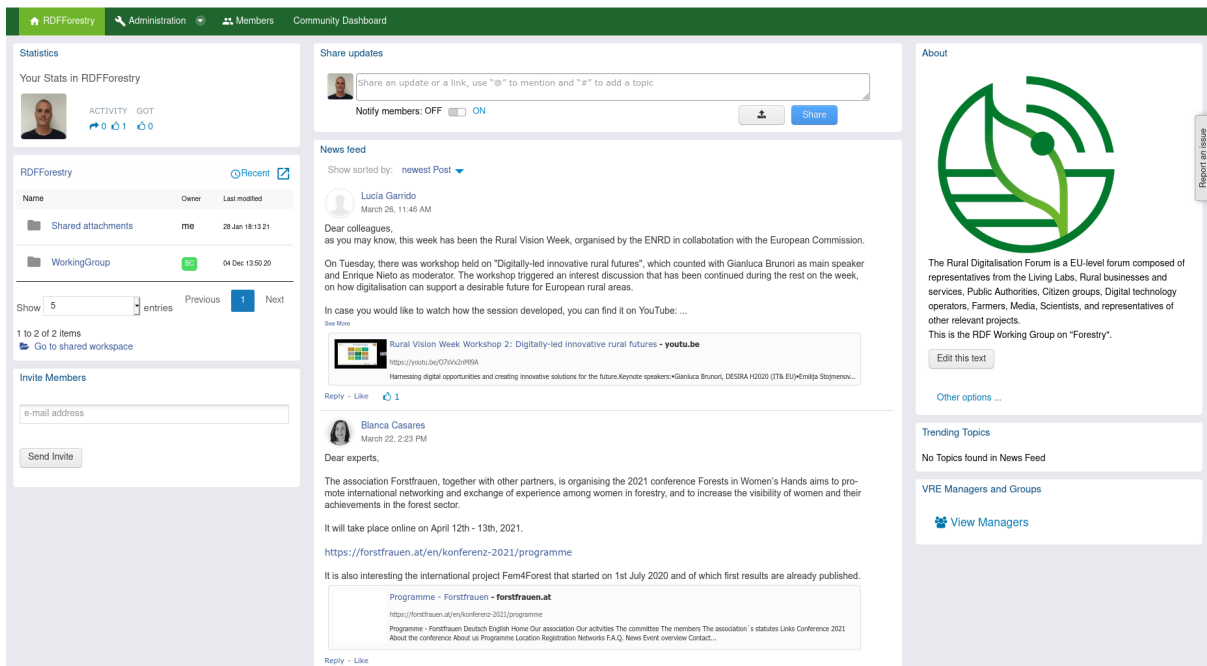 RDFForestry
Administration
Members
Community Dashboard
Statistics
Your Stats in RDFForestry
ACTIVITY GOT
0 1 0
RDFForestry
Recent
Name Owner Last modified
Shared attachments me 28 Jan 18:13 21
WorkingGroup BC 04 Dec 13:50 20
Show 5 entries Previous 1 Next
1 to 2 of 2 items
Go to shared workspace
Invite Members
e-mail address
Send Invite
Share updates
Share an update or a link, use "@" to mention and "#" to add a topic
Notify members: OFF ON
Share
News feed
Show sorted by: newest Post
Lucía Garrido
March 26, 11:46 AM
Dear colleagues,
as you may know, this week has been the Rural Vision Week, organised by the ENRD in collabotation with the European Commission.
On Tuesday, there was workshop held on "Digitally-led innovative rural futures", which counted with Gianluca Brunori as main speaker
and Enrique Nieto as moderator. The workshop triggered an interest discussion that has been continued during the rest on the week,
on how digitalisation can support a desirable future for European rural areas.
In case you would like to watch how the session developed, you can find it on YouTube: ...
See More
Rural Vision Week Workshop 2: Digitally-led innovative rural futures - youtu.be
https://youtu.be/O7sVx2nMl9A
Harnessing digital opportunities and creating innovative solutions for the future.Keynote speakers:•Gianluca Brunori, DESIRA H2020 (IT& EU)•Emilija Stojmenov...
Reply - Like 1
Blanca Casares
March 22, 2:23 PM
Dear experts,
The association Forstfrauen, together with other partners, is organising the 2021 conference Forests in Women's Hands aims to pro-
mote international networking and exchange of experience among women in forestry, and to increase the visibility of women and their
achievements in the forest sector.
It will take place online on April 12th - 13th, 2021.
https://forstfrauen.at/en/konferenz-2021/programme
It is also interesting the international project Fem4Forest that started on 1st July 2020 and of which first results are already published.
Programme - Forstfrauen - forstfrauen.at
https://forstfrauen.at/en/konferenz-2021/programme
Programme - Forstfrauen Deutsch English Home Our association Our acitvities The committee The members The association´s statutes Links Conference 2021
About the conference About us Programme Location Registration Networks F.A.Q. News Event overview Contact...
Reply - Like
About
The Rural Digitalisation Forum is a EU-level forum composed of
representatives from the Living Labs, Rural businesses and
services, Public Authorities, Citizen groups, Digital technology
operators, Farmers, Media, Scientists, and representatives of
other relevant projects.
This is the RDF Working Group on "Forestry".
Edit this text
Other options ...
Trending Topics
No Topics found in News Feed
VRE Managers and Groups
View Managers
Report an issue